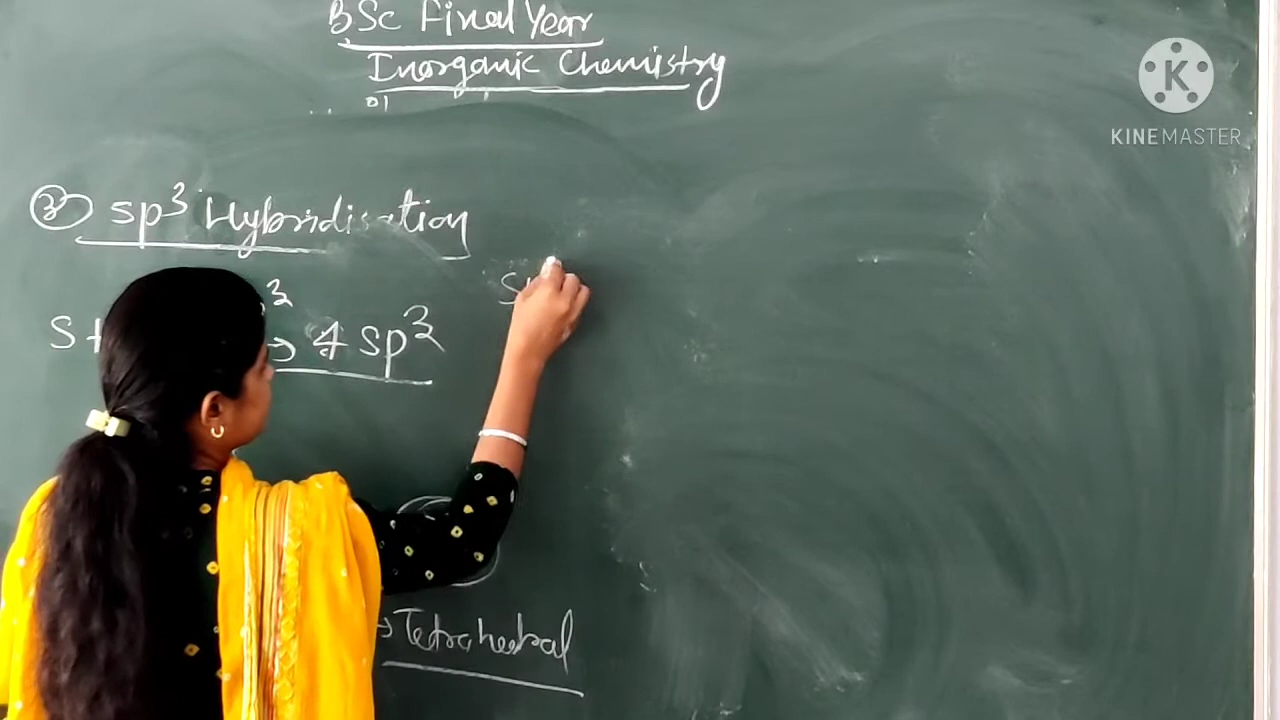 BSc Final Year
Inorganic Chemistry
K
KINEMASTER
③ sp³ Hybridisation
S + → 4 sp³
→ Tetrahedral